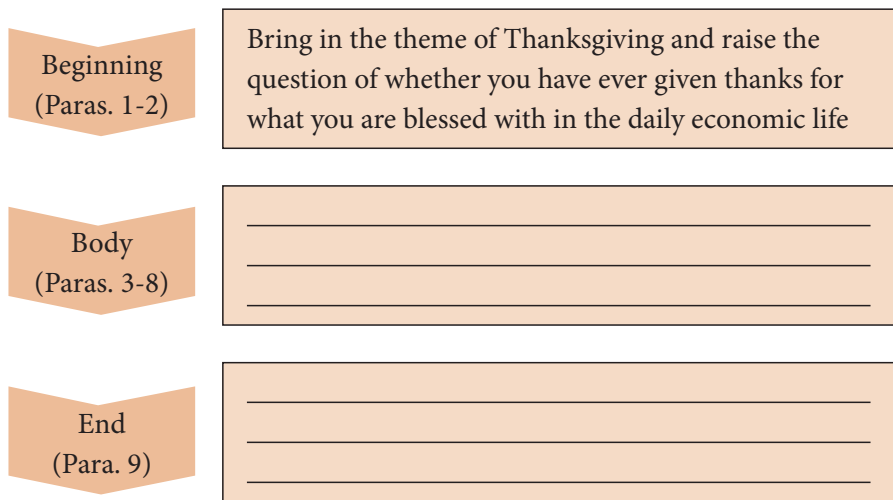 Beginning
(Paras. 1-2)
Bring in the theme of Thanksgiving and raise the
question of whether you have ever given thanks for
what you are blessed with in the daily economic life
Body
(Paras. 3-8)
End
(Para. 9)